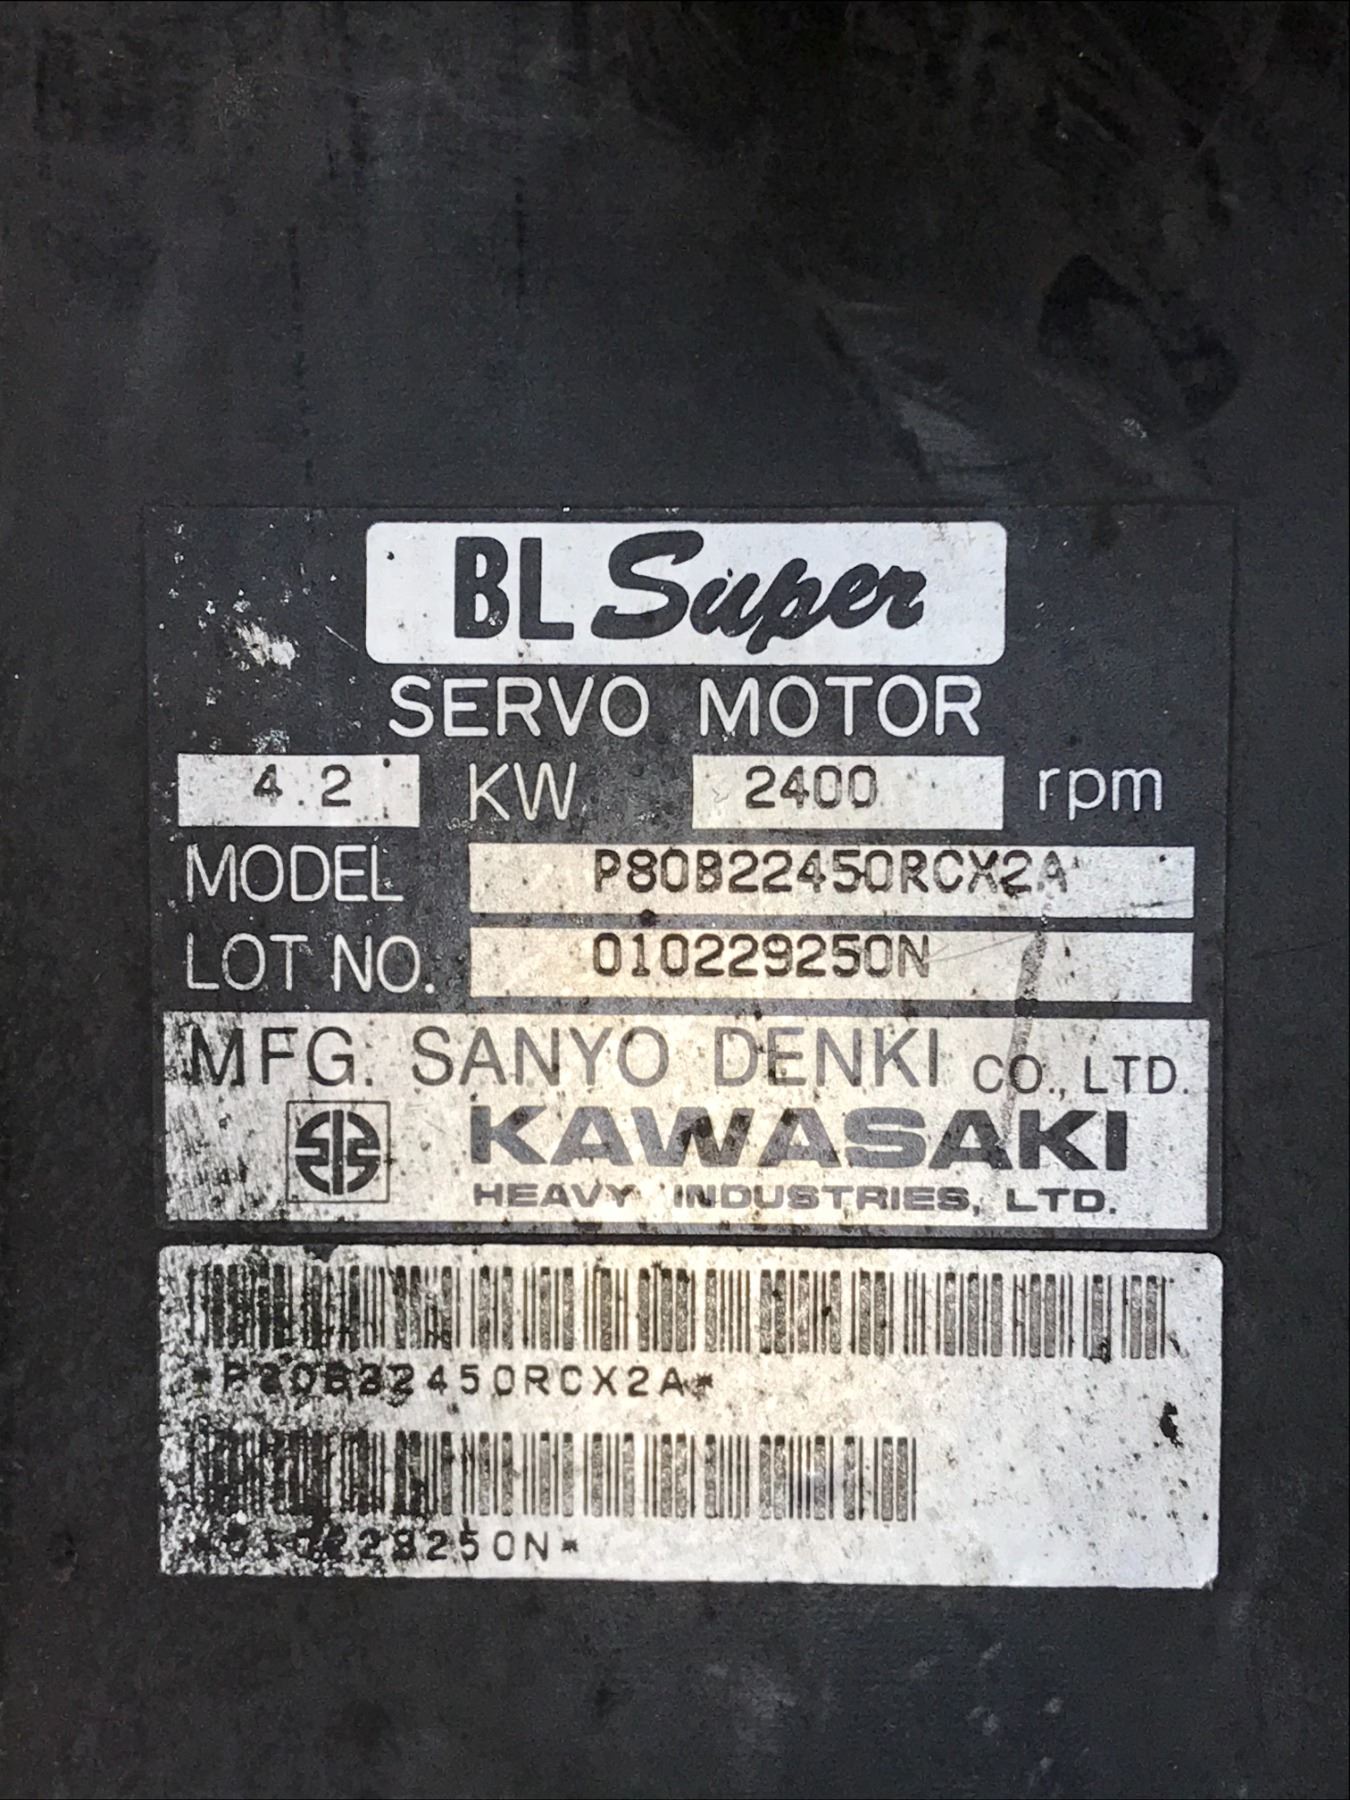 BL Super
SERVO MOTOR
4.2 KW 2400 rpm
MODEL P80B22450RCX2A
LOT NO. 010229250N
MFG. SANYO DENKI CO., LTD.
KAWASAKI
HEAVY INDUSTRIES, LTD.
*P80B22450RCX2A*
*010229250N*